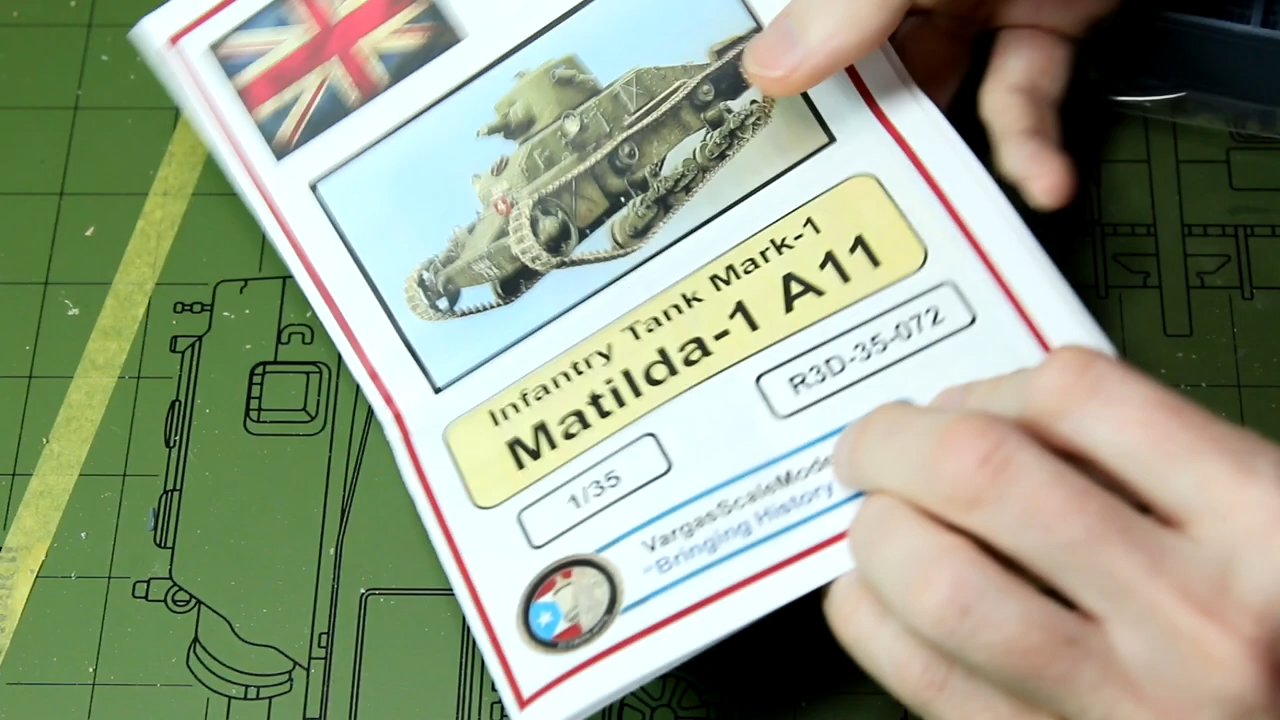 Infantry Tank Mark-1
Matilda-1 A11
R3D-35-072
1/35
VargasScaleMode
"Bringing History